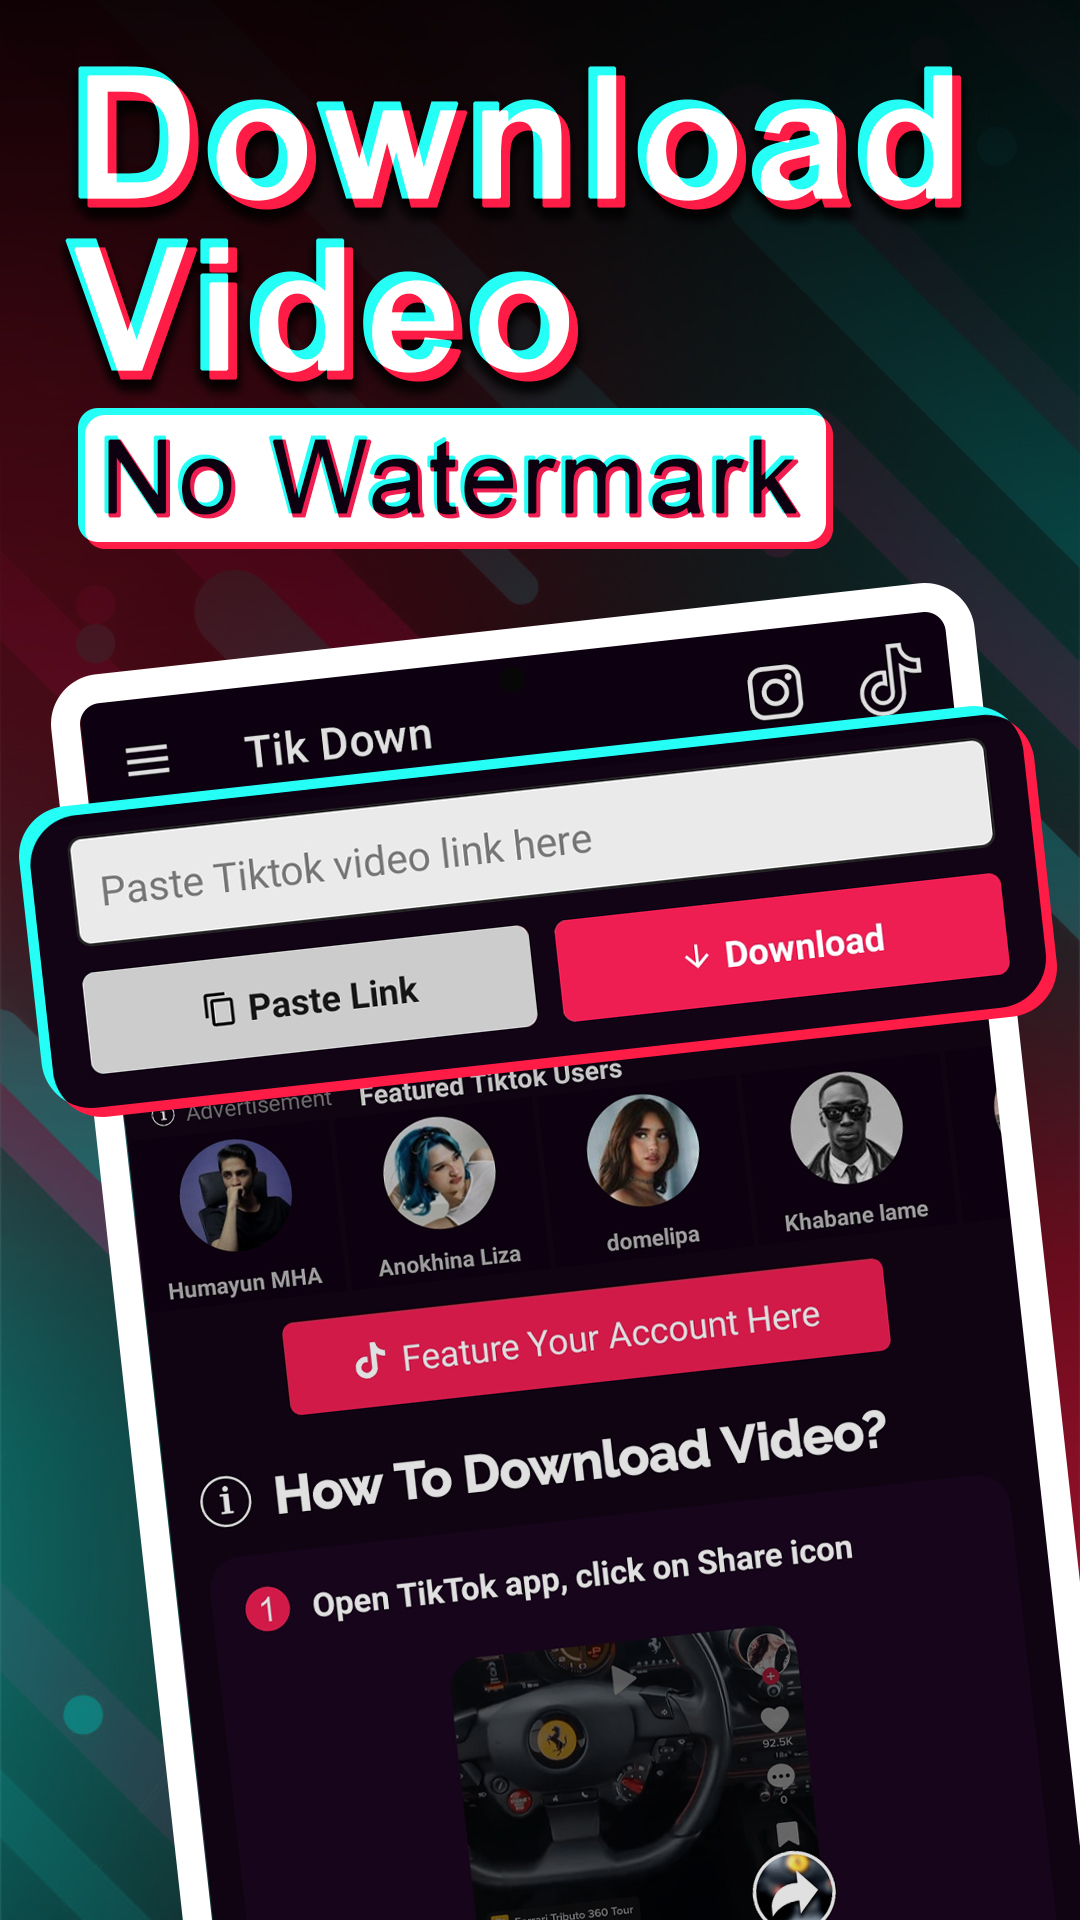 Download
Video
No Watermark
Tik Down
Paste Tiktok video link here
Paste Link
Download
Advertisement
Featured Tiktok Users
Humayun MHA
Anokhina Liza
domelipa
Khabane lame
Feature Your Account Here
How To Download Video?
1 Open TikTok app, click on Share icon
92.5K
0
Ferrari Tributo 360 Tour